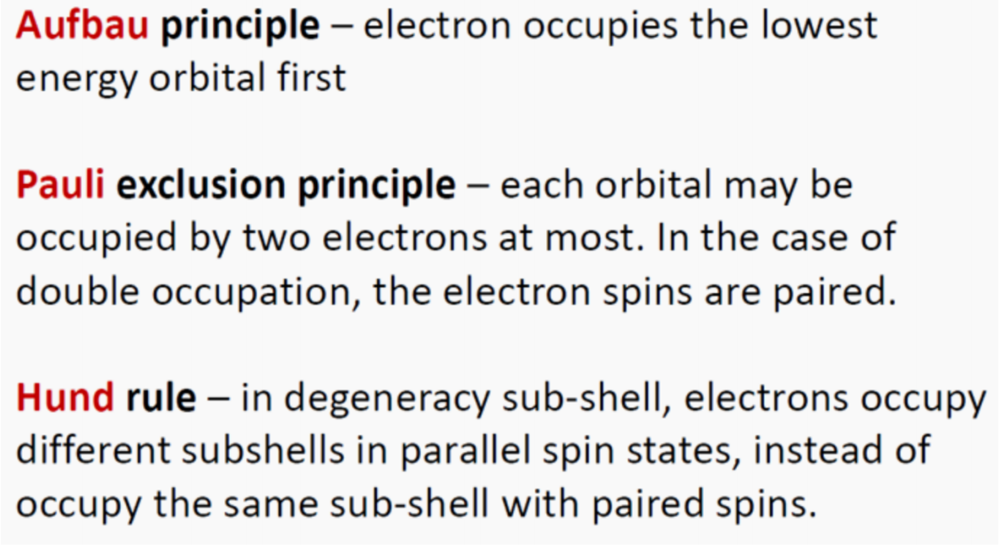 Aufbau principle – electron occupies the lowest
energy orbital first
Pauli exclusion principle – each orbital may be
occupied by two electrons at most. In the case of
double occupation, the electron spins are paired.
Hund rule – in degeneracy sub-shell, electrons occupy
different subshells in parallel spin states, instead of
occupy the same sub-shell with paired spins.